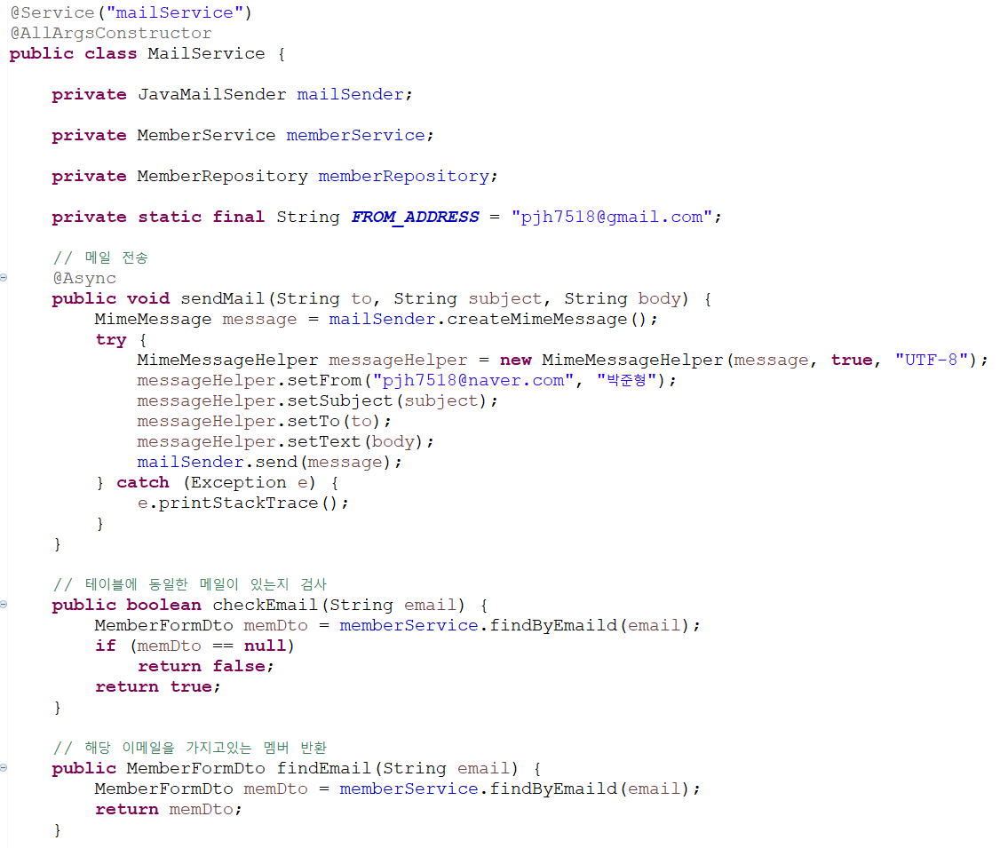 @Service("mailService")
@AllArgsConstructor
public class MailService {
private JavaMailSender mailSender;
private MemberService memberService;
private MemberRepository memberRepository;
private static final String FROM_ADDRESS = "pjh7518@gmail.com";
// 메일 전송
@Async
public void sendMail(String to, String subject, String body) {
MimeMessage message = mailSender.createMimeMessage();
try {
MimeMessageHelper messageHelper = new MimeMessageHelper(message, true, "UTF-8");
messageHelper.setFrom("pjh7518@naver.com", "박준형");
messageHelper.setSubject(subject);
messageHelper.setTo(to);
messageHelper.setText(body);
mailSender.send(message);
} catch (Exception e) {
e.printStackTrace();
}
}
// 테이블에 동일한 메일이 있는지 검사
public boolean checkEmail(String email) {
MemberFormDto memDto = memberService.findByEmaild(email);
if (memDto == null)
return false;
return true;
}
// 해당 이메일을 가지고있는 멤버 반환
public MemberFormDto findEmail(String email) {
MemberFormDto memDto = memberService.findByEmaild(email);
return memDto;
}